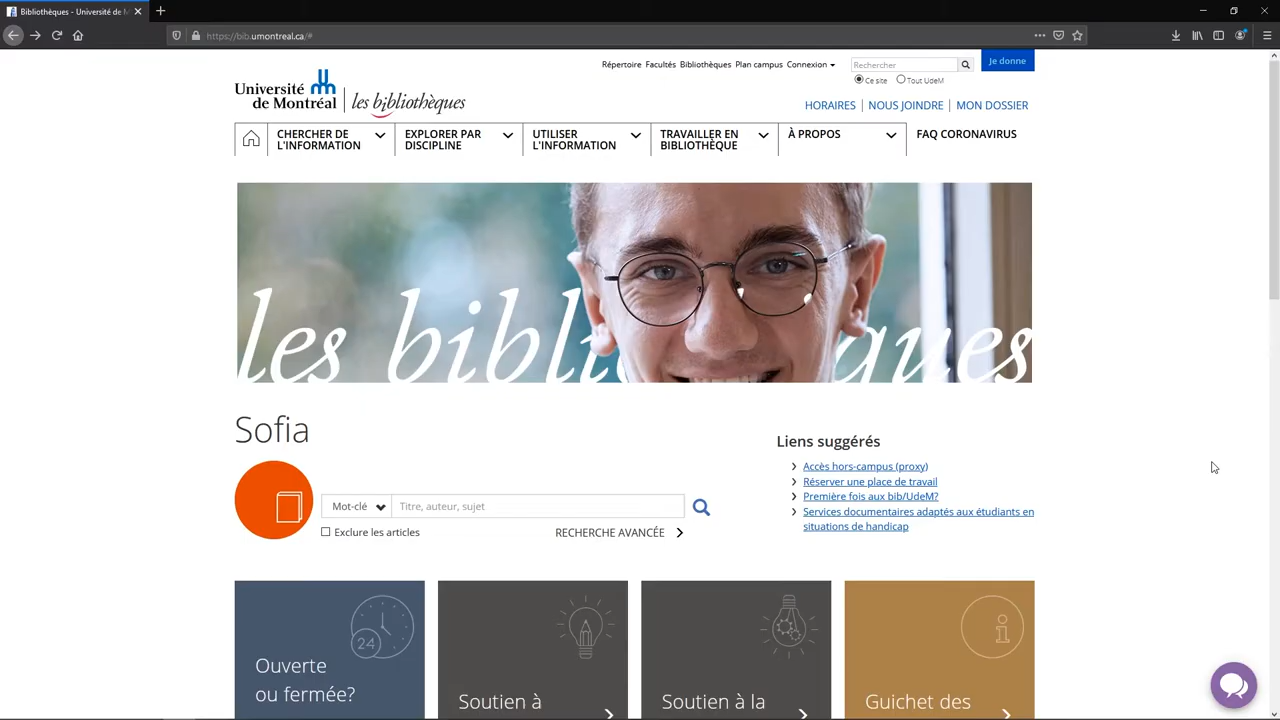 Bibliothèques - Université de M
https://bib.umontreal.ca/#
Répertoire Facultés Bibliothèques Plan campus Connexion
Rechercher
Je donne
Ce site Tout UdeM
Université
de Montréal
les bibliothèques
HORAIRES NOUS JOINDRE MON DOSSIER
CHERCHER DE
L'INFORMATION
EXPLORER PAR
DISCIPLINE
UTILISER
L'INFORMATION
TRAVAILLER EN
BIBLIOTHÈQUE
À PROPOS
FAQ CORONAVIRUS
les bibli ques
Sofia
Mot-clé
Titre, auteur, sujet
Exclure les articles
RECHERCHE AVANCÉE
Liens suggérés
Accès hors-campus (proxy)
Réserver une place de travail
Première fois aux bib/UdeM?
Services documentaires adaptés aux étudiants en
situations de handicap
24
Ouverte
ou fermée?
Soutien à
Soutien à la
Guichet des